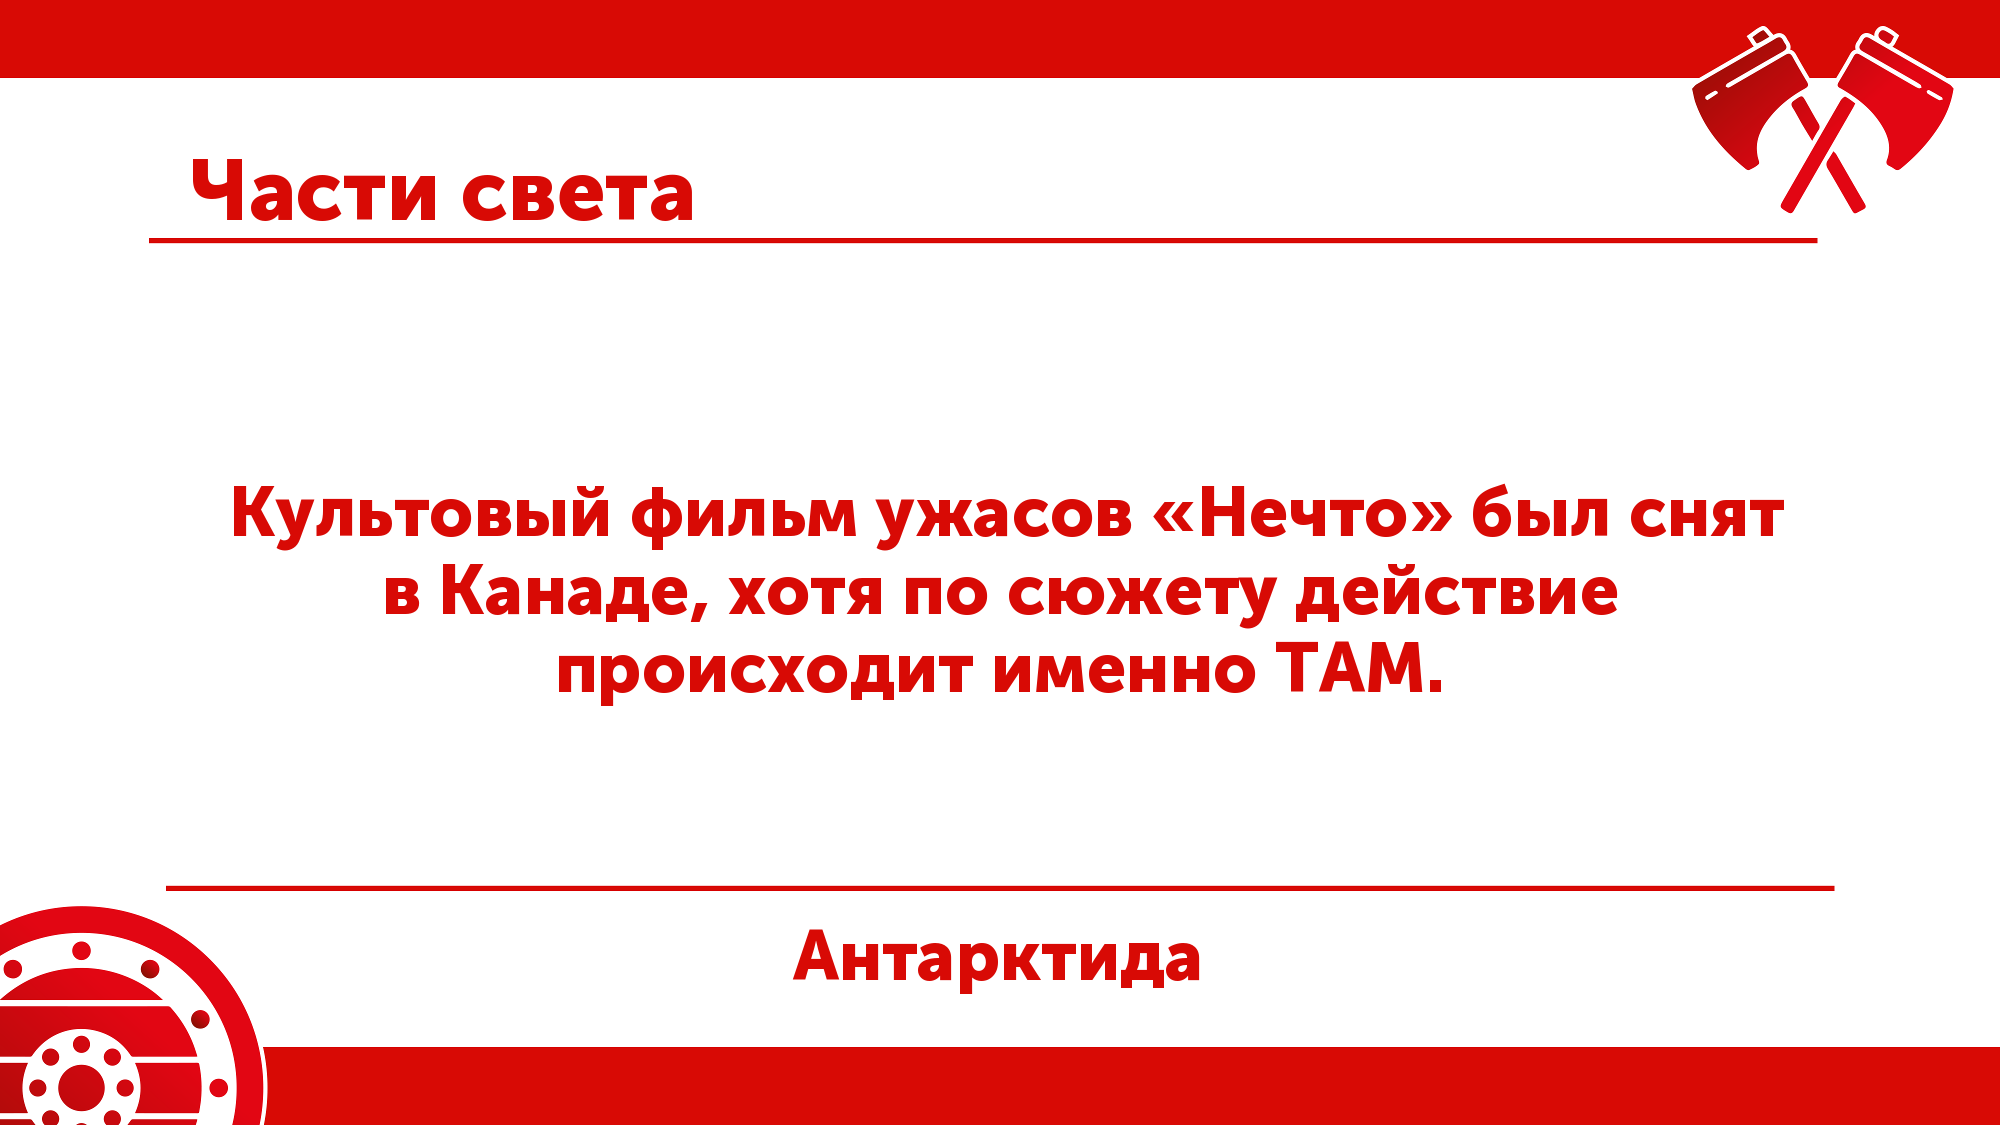 Части света
Культовый фильм ужасов «Нечто» был снят
в Канаде, хотя по сюжету действие
происходит именно ТАМ.
Антарктида